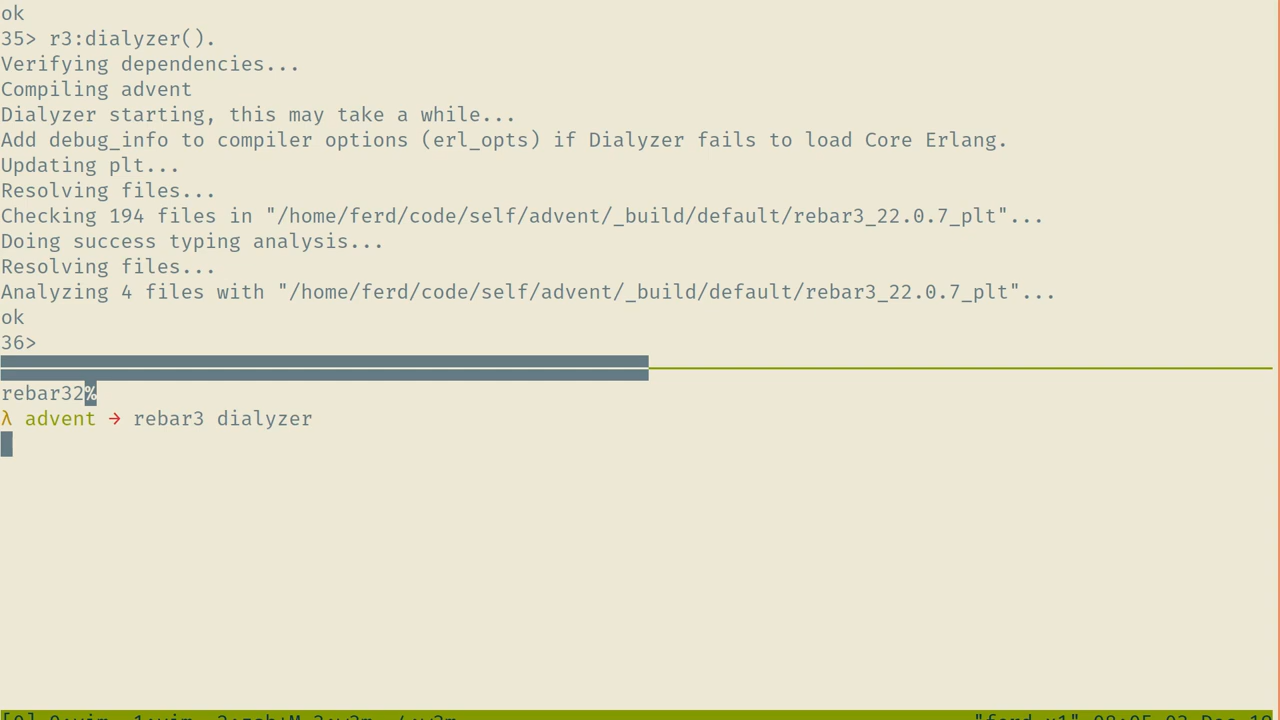 ok
35> r3:dialyzer().
Verifying dependencies...
Compiling advent
Dialyzer starting, this may take a while...
Add debug_info to compiler options (erl_opts) if Dialyzer fails to load Core Erlang.
Updating plt...
Resolving files...
Checking 194 files in "/home/ferd/code/self/advent/_build/default/rebar3_22.0.7_plt"...
Doing success typing analysis...
Resolving files...
Analyzing 4 files with "/home/ferd/code/self/advent/_build/default/rebar3_22.0.7_plt"...
ok
36>
rebar32%
λ advent → rebar3 dialyzer